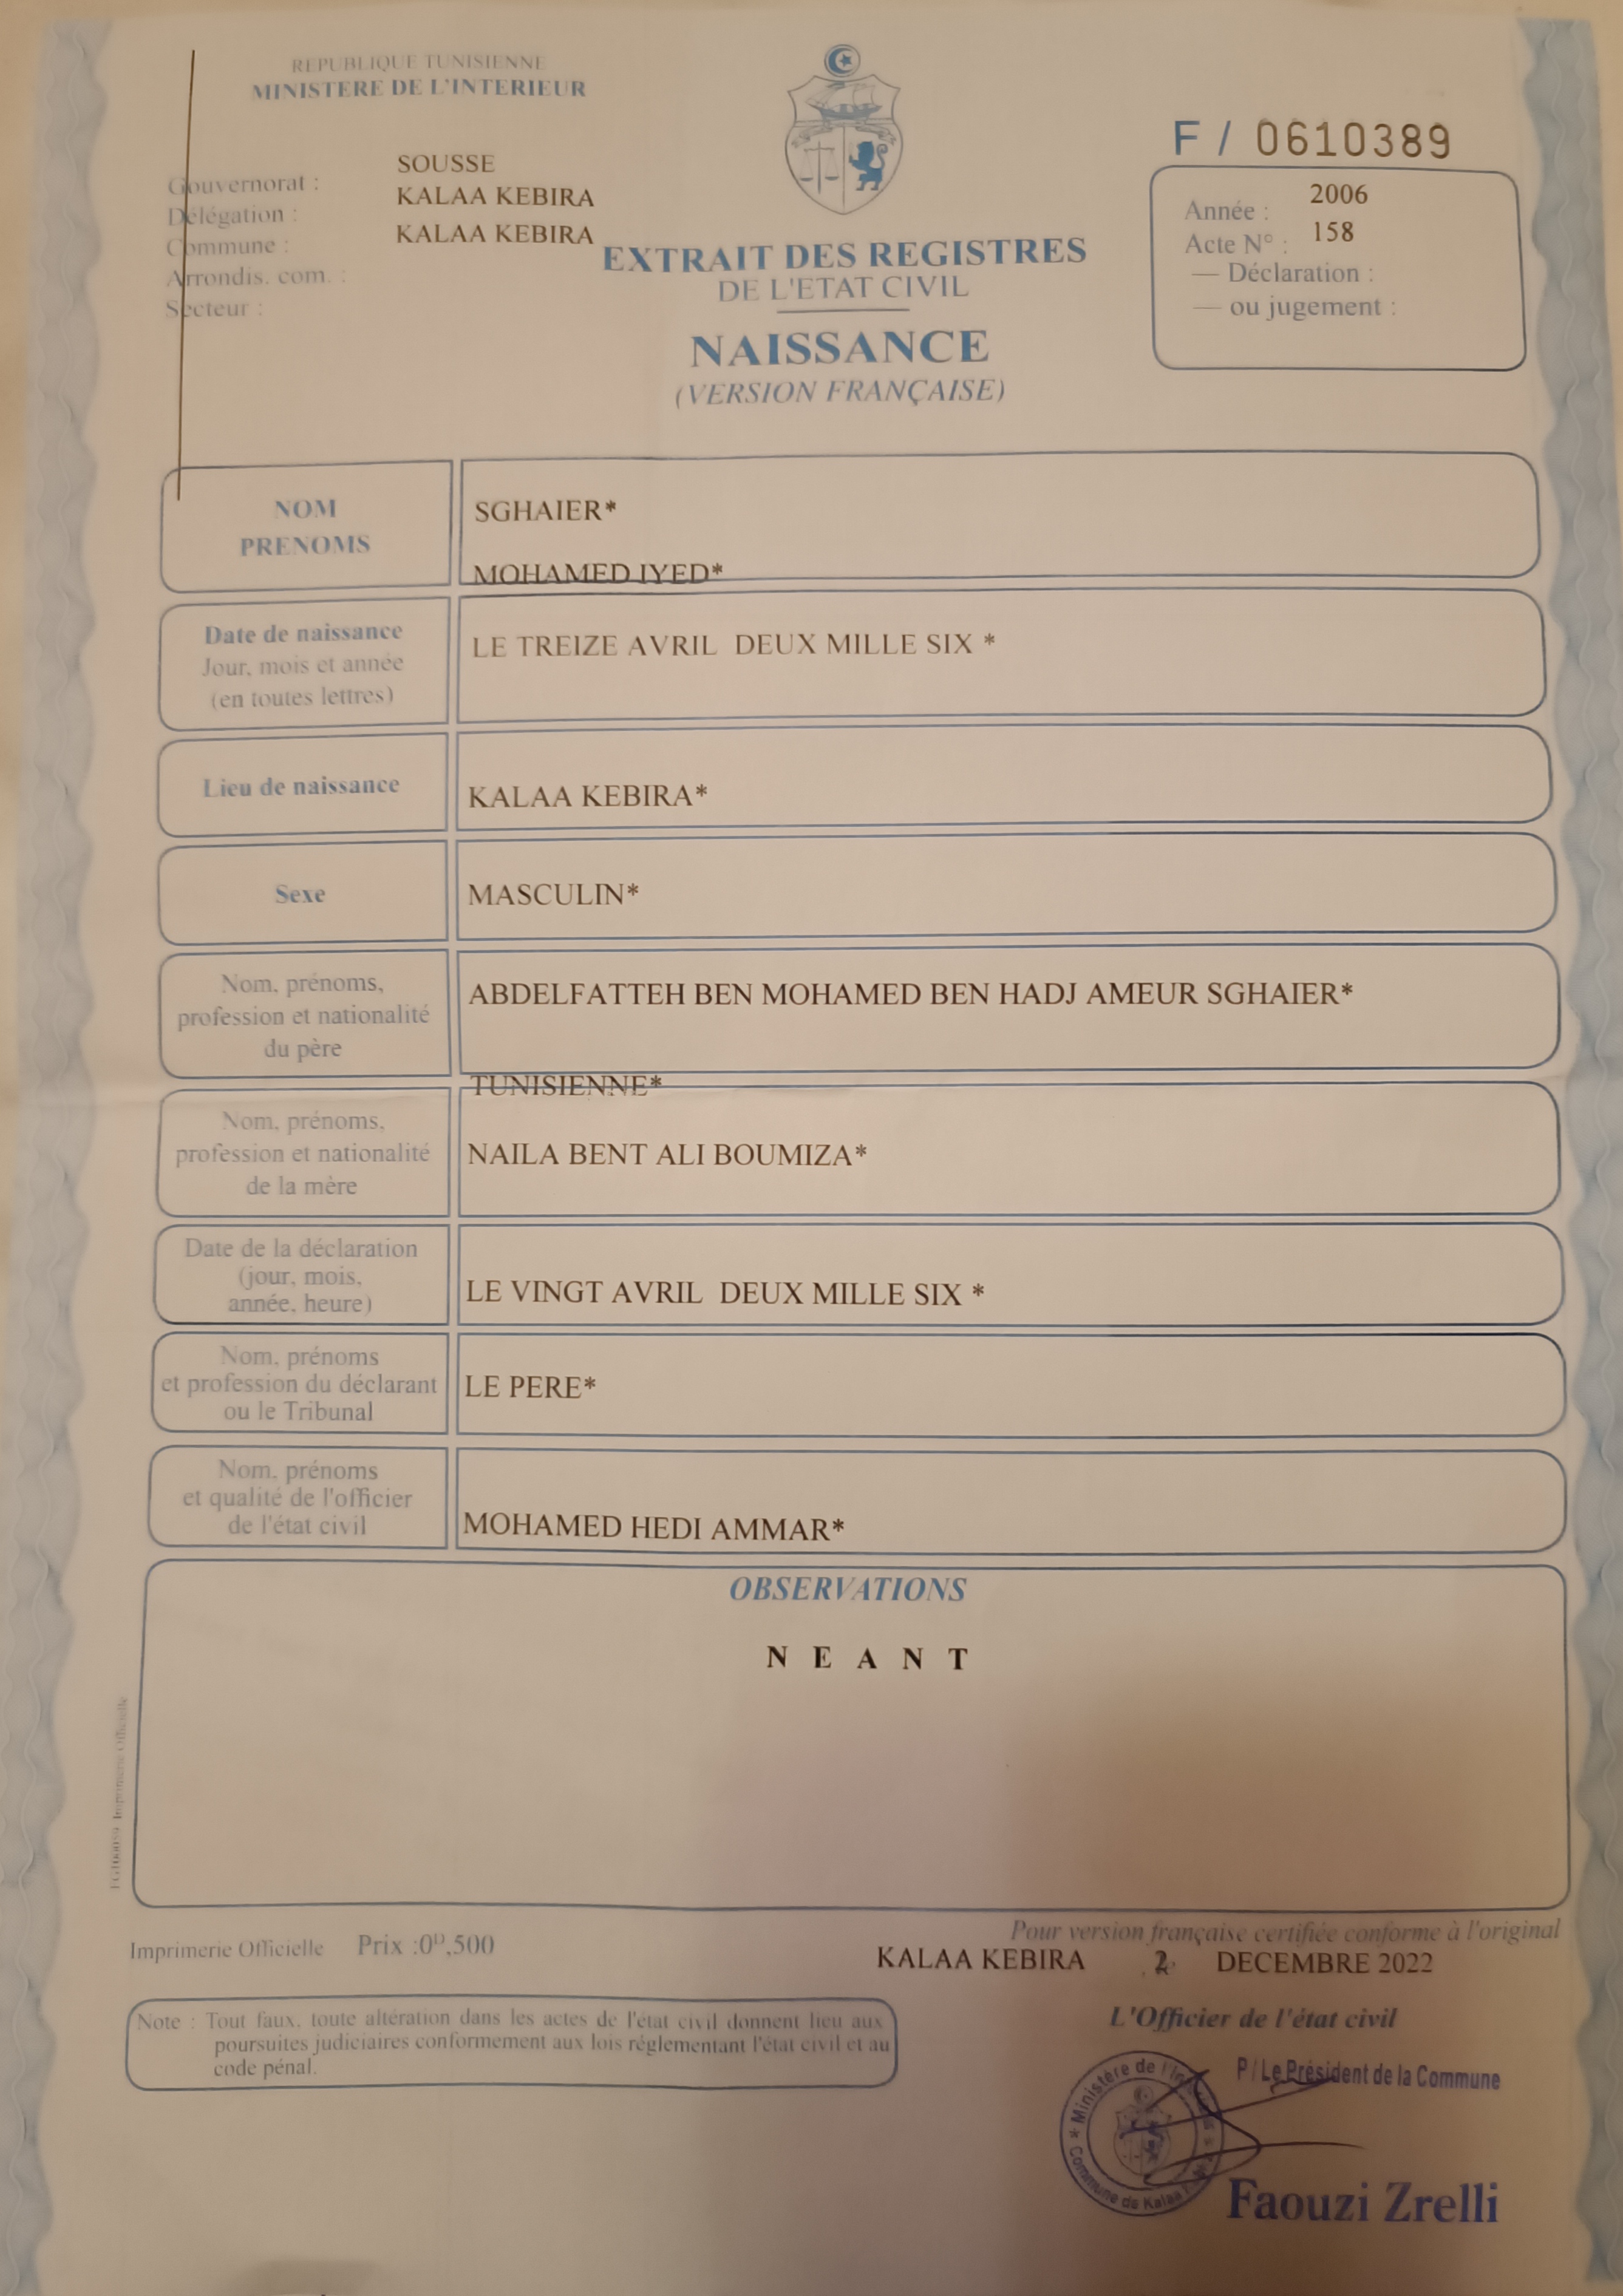 REPUBLIQUE TUNISIENNE
MINISTERE DE L'INTERIEUR
Gouvernorat : SOUSSE
Délégation : KALAA KEBIRA
Commune : KALAA KEBIRA
Arrondis. com. :
Secteur :
EXTRAIT DES REGISTRES
DE L'ETAT CIVIL
NAISSANCE
(VERSION FRANÇAISE)
F / 0610389
Année : 2006
Acte N° : 158
— Déclaration :
— ou jugement :
NOM
PRENOMS
SGHAIER*
MOHAMED IYED*
Date de naissance
Jour, mois et année
(en toutes lettres)
LE TREIZE AVRIL DEUX MILLE SIX *
Lieu de naissance
KALAA KEBIRA*
Sexe
MASCULIN*
Nom, prénoms,
profession et nationalité
du père
ABDELFATTEH BEN MOHAMED BEN HADJ AMEUR SGHAIER*
TUNISIENNE*
Nom, prénoms,
profession et nationalité
de la mère
NAILA BENT ALI BOUMIZA*
Date de la déclaration
(jour, mois,
année, heure)
LE VINGT AVRIL DEUX MILLE SIX *
Nom, prénoms
et profession du déclarant
ou le Tribunal
LE PERE*
Nom, prénoms
et qualité de l'officier
de l'état civil
MOHAMED HEDI AMMAR*
OBSERVATIONS
N E A N T
Imprimerie Officielle
Imprimerie Officielle Prix :0ᴰ,500
Pour version française certifiée conforme à l'original
KALAA KEBIRA 2 DECEMBRE 2022
Note : Tout faux, toute altération dans les actes de l'état civil donnent lieu aux
poursuites judiciaires conformement aux lois réglementant l'état civil et au
code pénal.
L'Officier de l'état civil
P / Le Président de la Commune
Ministère de
Commune de Kalaa
Faouzi Zrelli